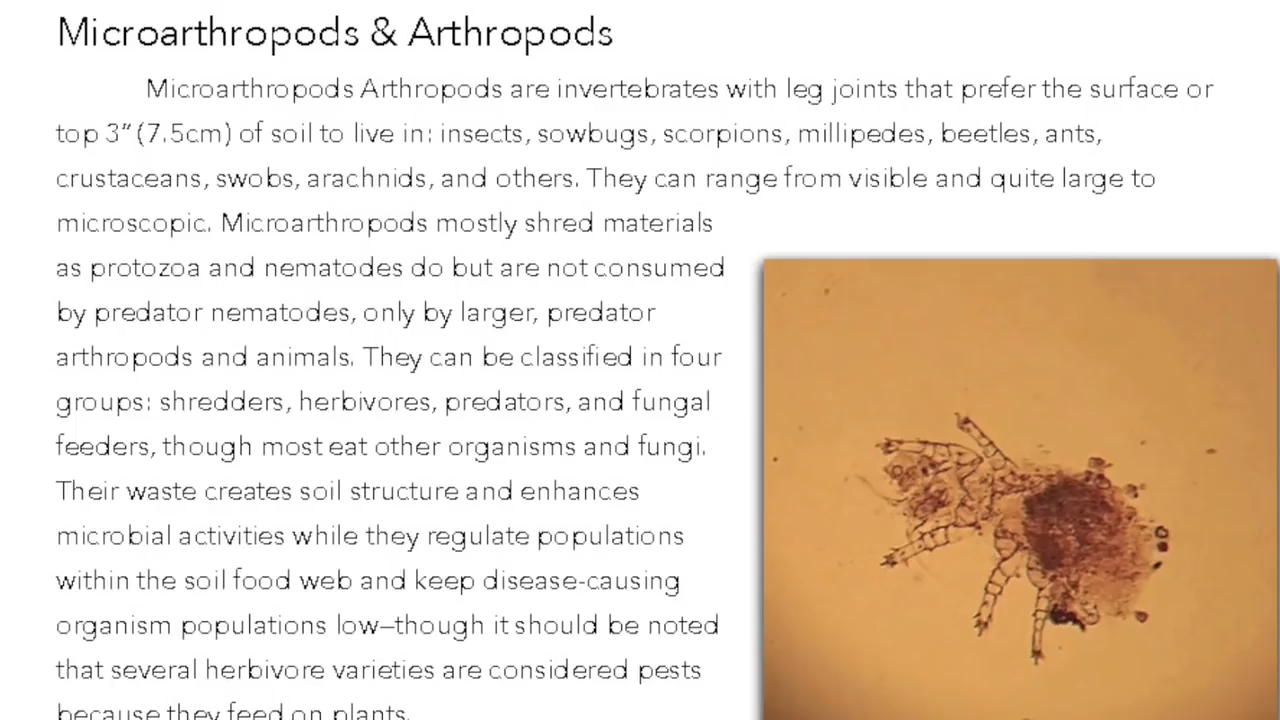 Microarthropods & Arthropods
Microarthropods Arthropods are invertebrates with leg joints that prefer the surface or
top 3” (7.5cm) of soil to live in: insects, sowbugs, scorpions, millipedes, beetles, ants,
crustaceans, swobs, arachnids, and others. They can range from visible and quite large to
microscopic. Microarthropods mostly shred materials
as protozoa and nematodes do but are not consumed
by predator nematodes, only by larger, predator
arthropods and animals. They can be classified in four
groups: shredders, herbivores, predators, and fungal
feeders, though most eat other organisms and fungi.
Their waste creates soil structure and enhances
microbial activities while they regulate populations
within the soil food web and keep disease-causing
organism populations low—though it should be noted
that several herbivore varieties are considered pests
because they feed on plants.